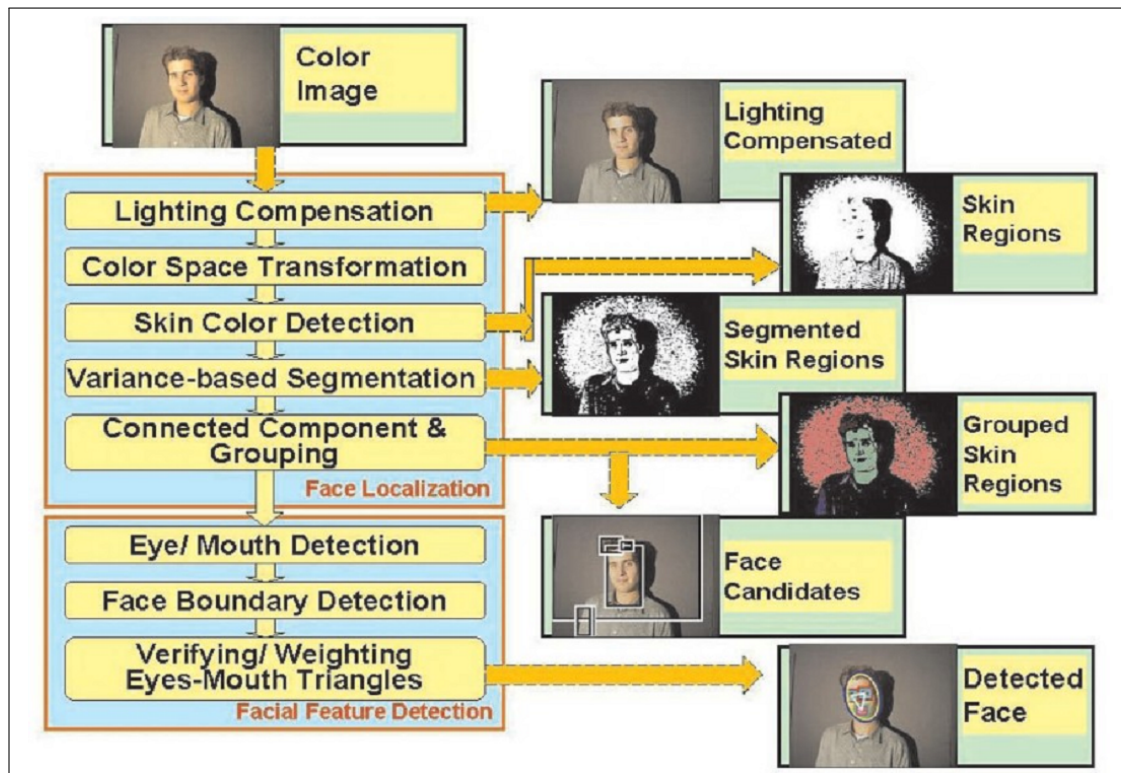 Color
Image
Lighting
Compensated
Lighting Compensation
Skin
Regions
Color Space Transformation
Skin Color Detection
Segmented
Skin Regions
Variance-based Segmentation
Connected Component &
Grouping
Grouped
Skin
Regions
Face Localization
Eye/ Mouth Detection
Face
Candidates
Face Boundary Detection
Verifying/ Weighting
Eyes-Mouth Triangles
Detected
Face
Facial Feature Detection